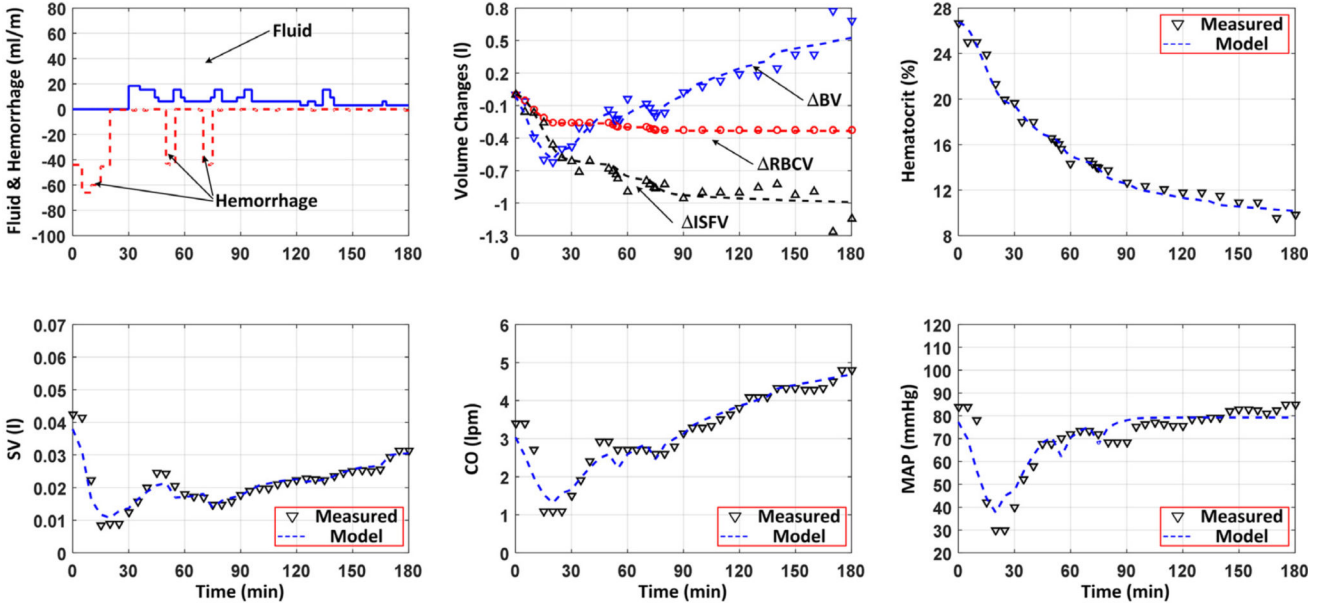 Fluid & Hemorrhage (ml/m)
80
60
40
20
0
-20
-40
-60
-80
-100
0 30 60 90 120 150 180
Fluid
Hemorrhage
Volume Changes (l)
0.8
0.5
0.2
-0.1
-0.4
-0.7
-1
-1.3
0 30 60 90 120 150 180
ΔBV
ΔRBCV
ΔISFV
Hematocrit (%)
28
24
20
16
12
8
0 30 60 90 120 150 180
Measured
Model
SV (l)
0.07
0.06
0.05
0.04
0.03
0.02
0.01
0
0 30 60 90 120 150 180
Time (min)
Measured
Model
CO (lpm)
6
5
4
3
2
1
0
0 30 60 90 120 150 180
Time (min)
Measured
Model
MAP (mmHg)
120
110
100
90
80
70
60
50
40
30
20
0 30 60 90 120 150 180
Time (min)
Measured
Model